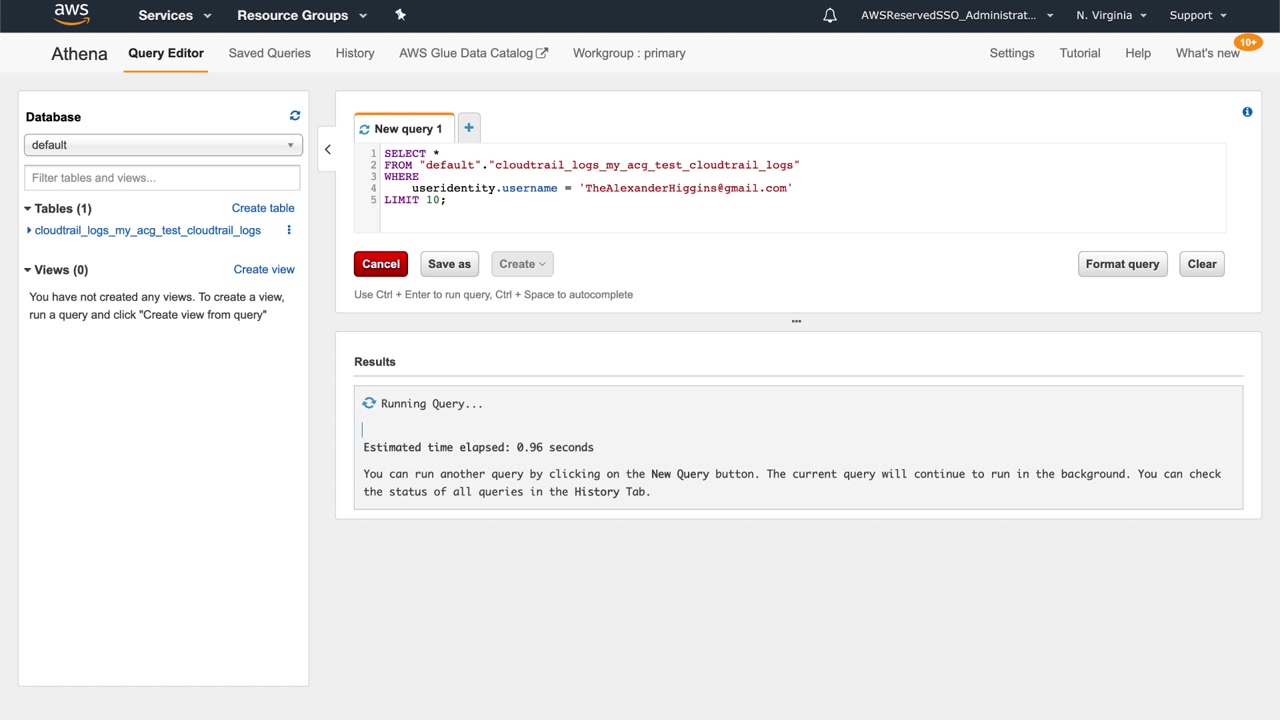 aws Services Resource Groups AWSReservedSSO_Administrat... N. Virginia Support
Athena Query Editor Saved Queries History AWS Glue Data Catalog Workgroup : primary Settings Tutorial Help What's new 10+
Database
default
Filter tables and views...
Tables (1) Create table
cloudtrail_logs_my_acg_test_cloudtrail_logs
Views (0) Create view
You have not created any views. To create a view,
run a query and click "Create view from query"
New query 1 +
1 SELECT *
2 FROM "default"."cloudtrail_logs_my_acg_test_cloudtrail_logs"
3 WHERE
4 useridentity.username = 'TheAlexanderHiggins@gmail.com'
5 LIMIT 10;
Cancel Save as Create Format query Clear
Use Ctrl + Enter to run query, Ctrl + Space to autocomplete
Results
Running Query...
Estimated time elapsed: 0.96 seconds
You can run another query by clicking on the New Query button. The current query will continue to run in the background. You can check
the status of all queries in the History Tab.